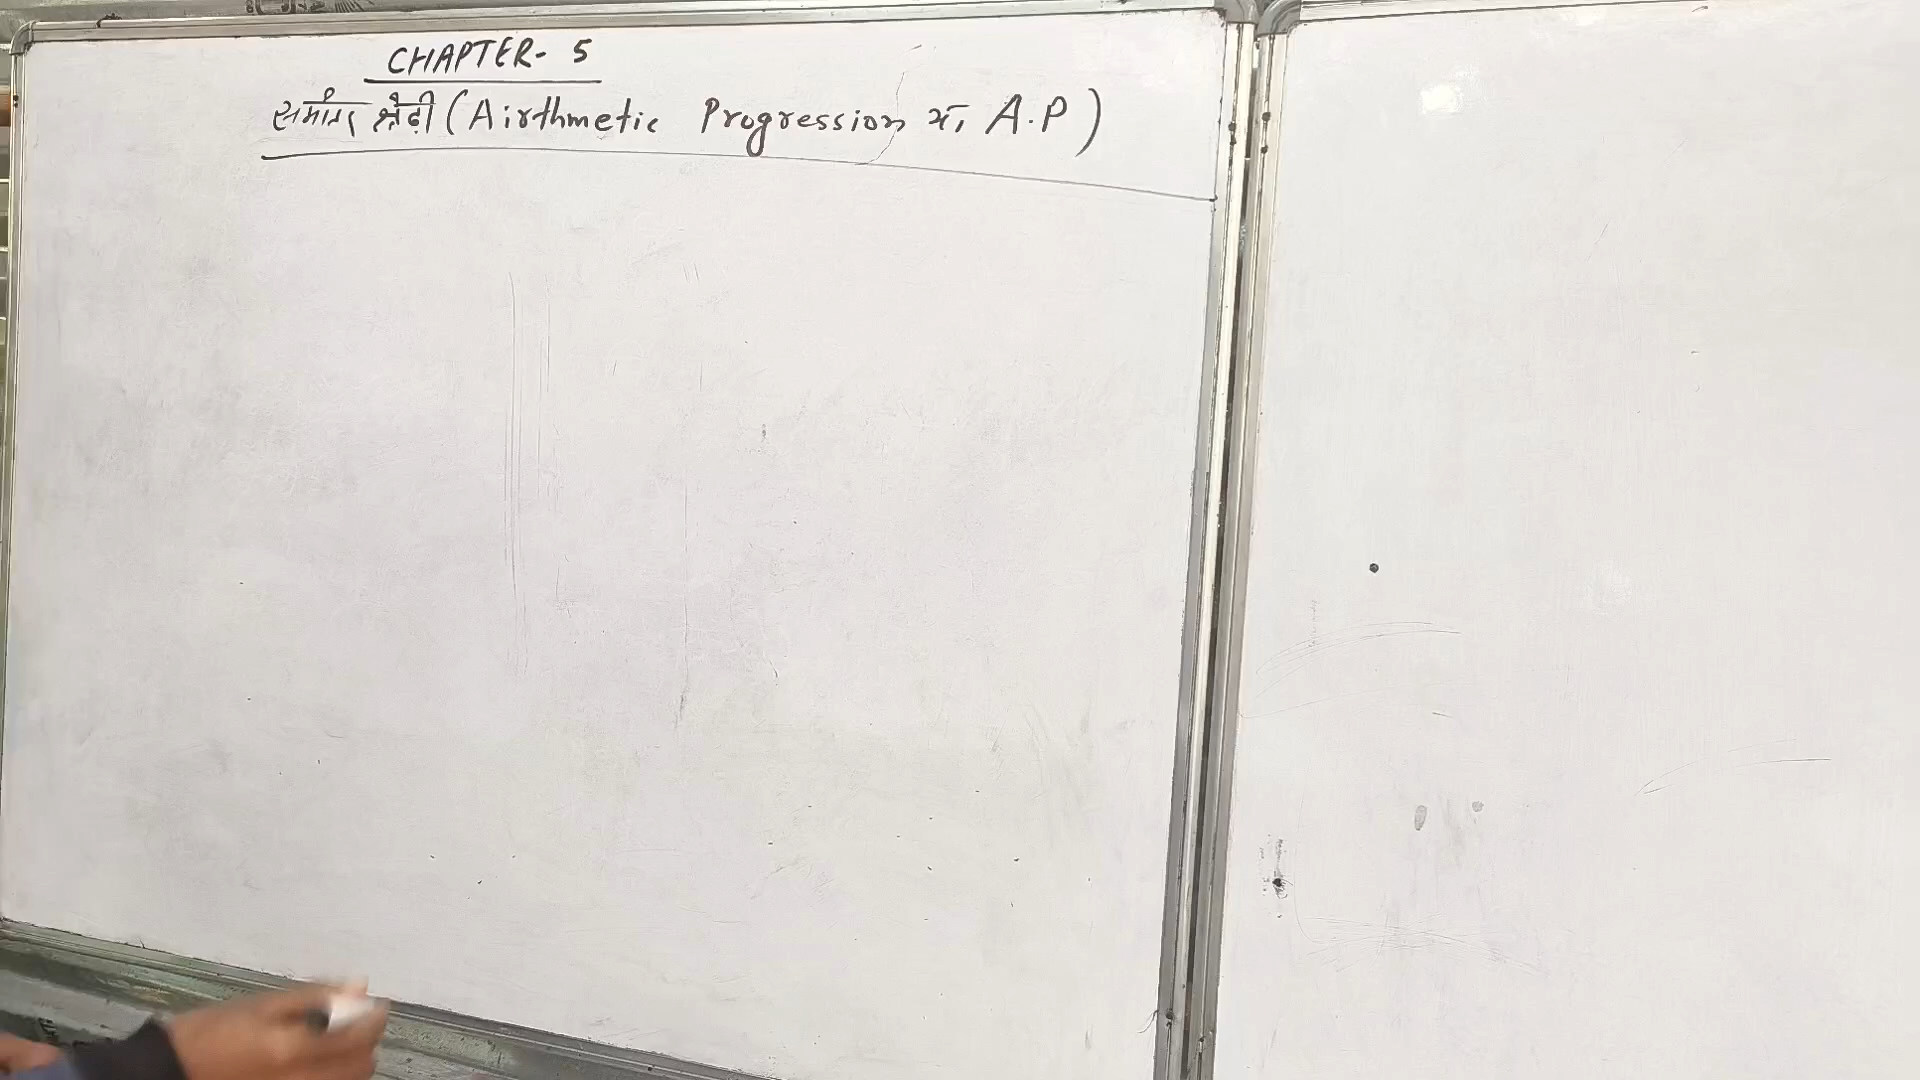 CHAPTER- 5
समांतर श्रेढ़ी (Airthmetic Progression या, A.P)